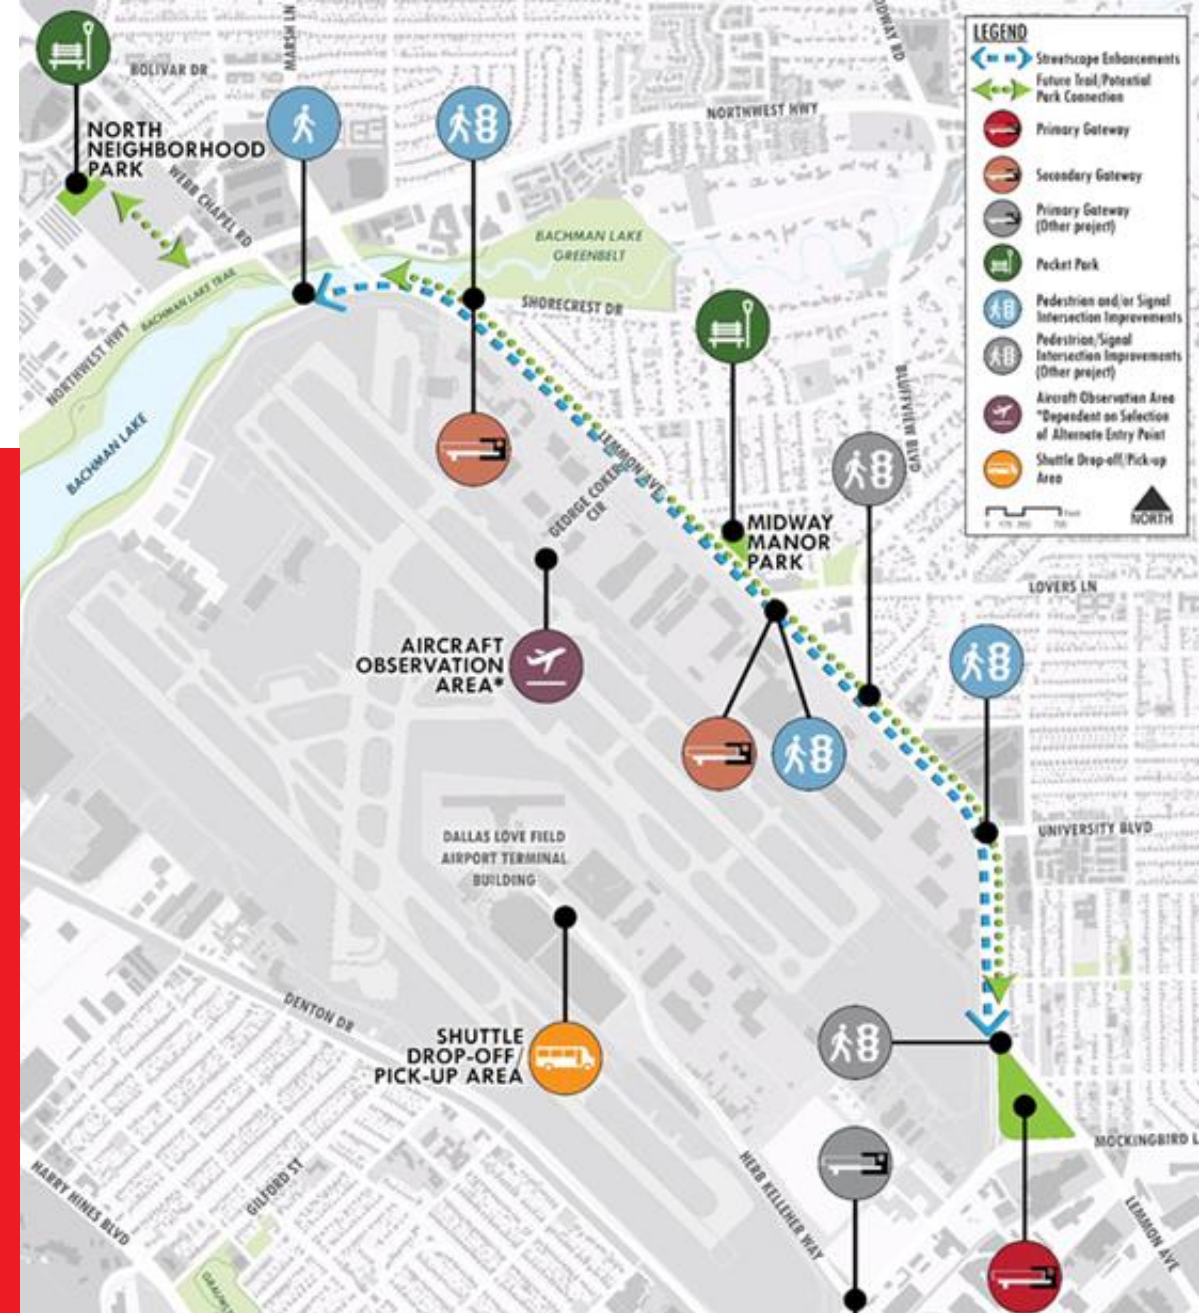 BOLIVAR DR
MARSH LN
NORTHWEST HWY
NORTH
NEIGHBORHOOD
PARK
WEBB CHAPEL RD
BACHMAN LAKE
GREENBELT
BACHMAN LAKE TRAIL
SHORECREST DR
NORTHWEST HWY
BACHMAN LAKE
BLUFFVIEW BLVD
LEMMON AVE
GEORGE COKER
CIR
MIDWAY
MANOR
PARK
LOVERS LN
AIRCRAFT
OBSERVATION
AREA*
DALLAS LOVE FIELD
AIRPORT TERMINAL
BUILDING
UNIVERSITY BLVD
DENTON DR
SHUTTLE
DROP-OFF/
PICK-UP AREA
MOCKINGBIRD L
HARRY HINES BLVD
GILFORD ST
HERB KELLEHER WAY
LEMMON AVE
LEGEND
Streetscape Enhancements
Future Trail/Potential
Park Connection
Primary Gateway
Secondary Gateway
Primary Gateway
(Other project)
Pocket Park
Pedestrian and/or Signal
Intersection Improvements
Pedestrian/Signal
Intersection Improvements
(Other project)
Aircraft Observation Area
*Dependent on Selection
of Alternate Entry Point
Shuttle Drop-off/Pick-up
Area
NORTH